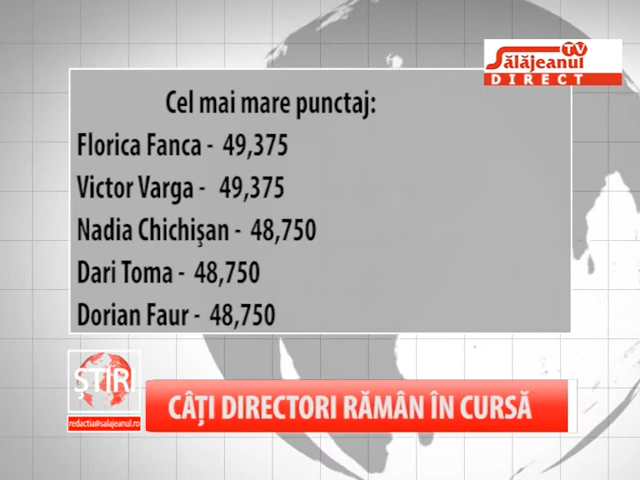 TV
Sălăjeanul
DIRECT
Cel mai mare punctaj:
Florica Fanca - 49,375
Victor Varga - 49,375
Nadia Chichişan - 48,750
Dari Toma - 48,750
Dorian Faur - 48,750
ŞTIRI
redactia@salajeanul.ro
CÂŢI DIRECTORI RĂMÂN ÎN CURSĂ